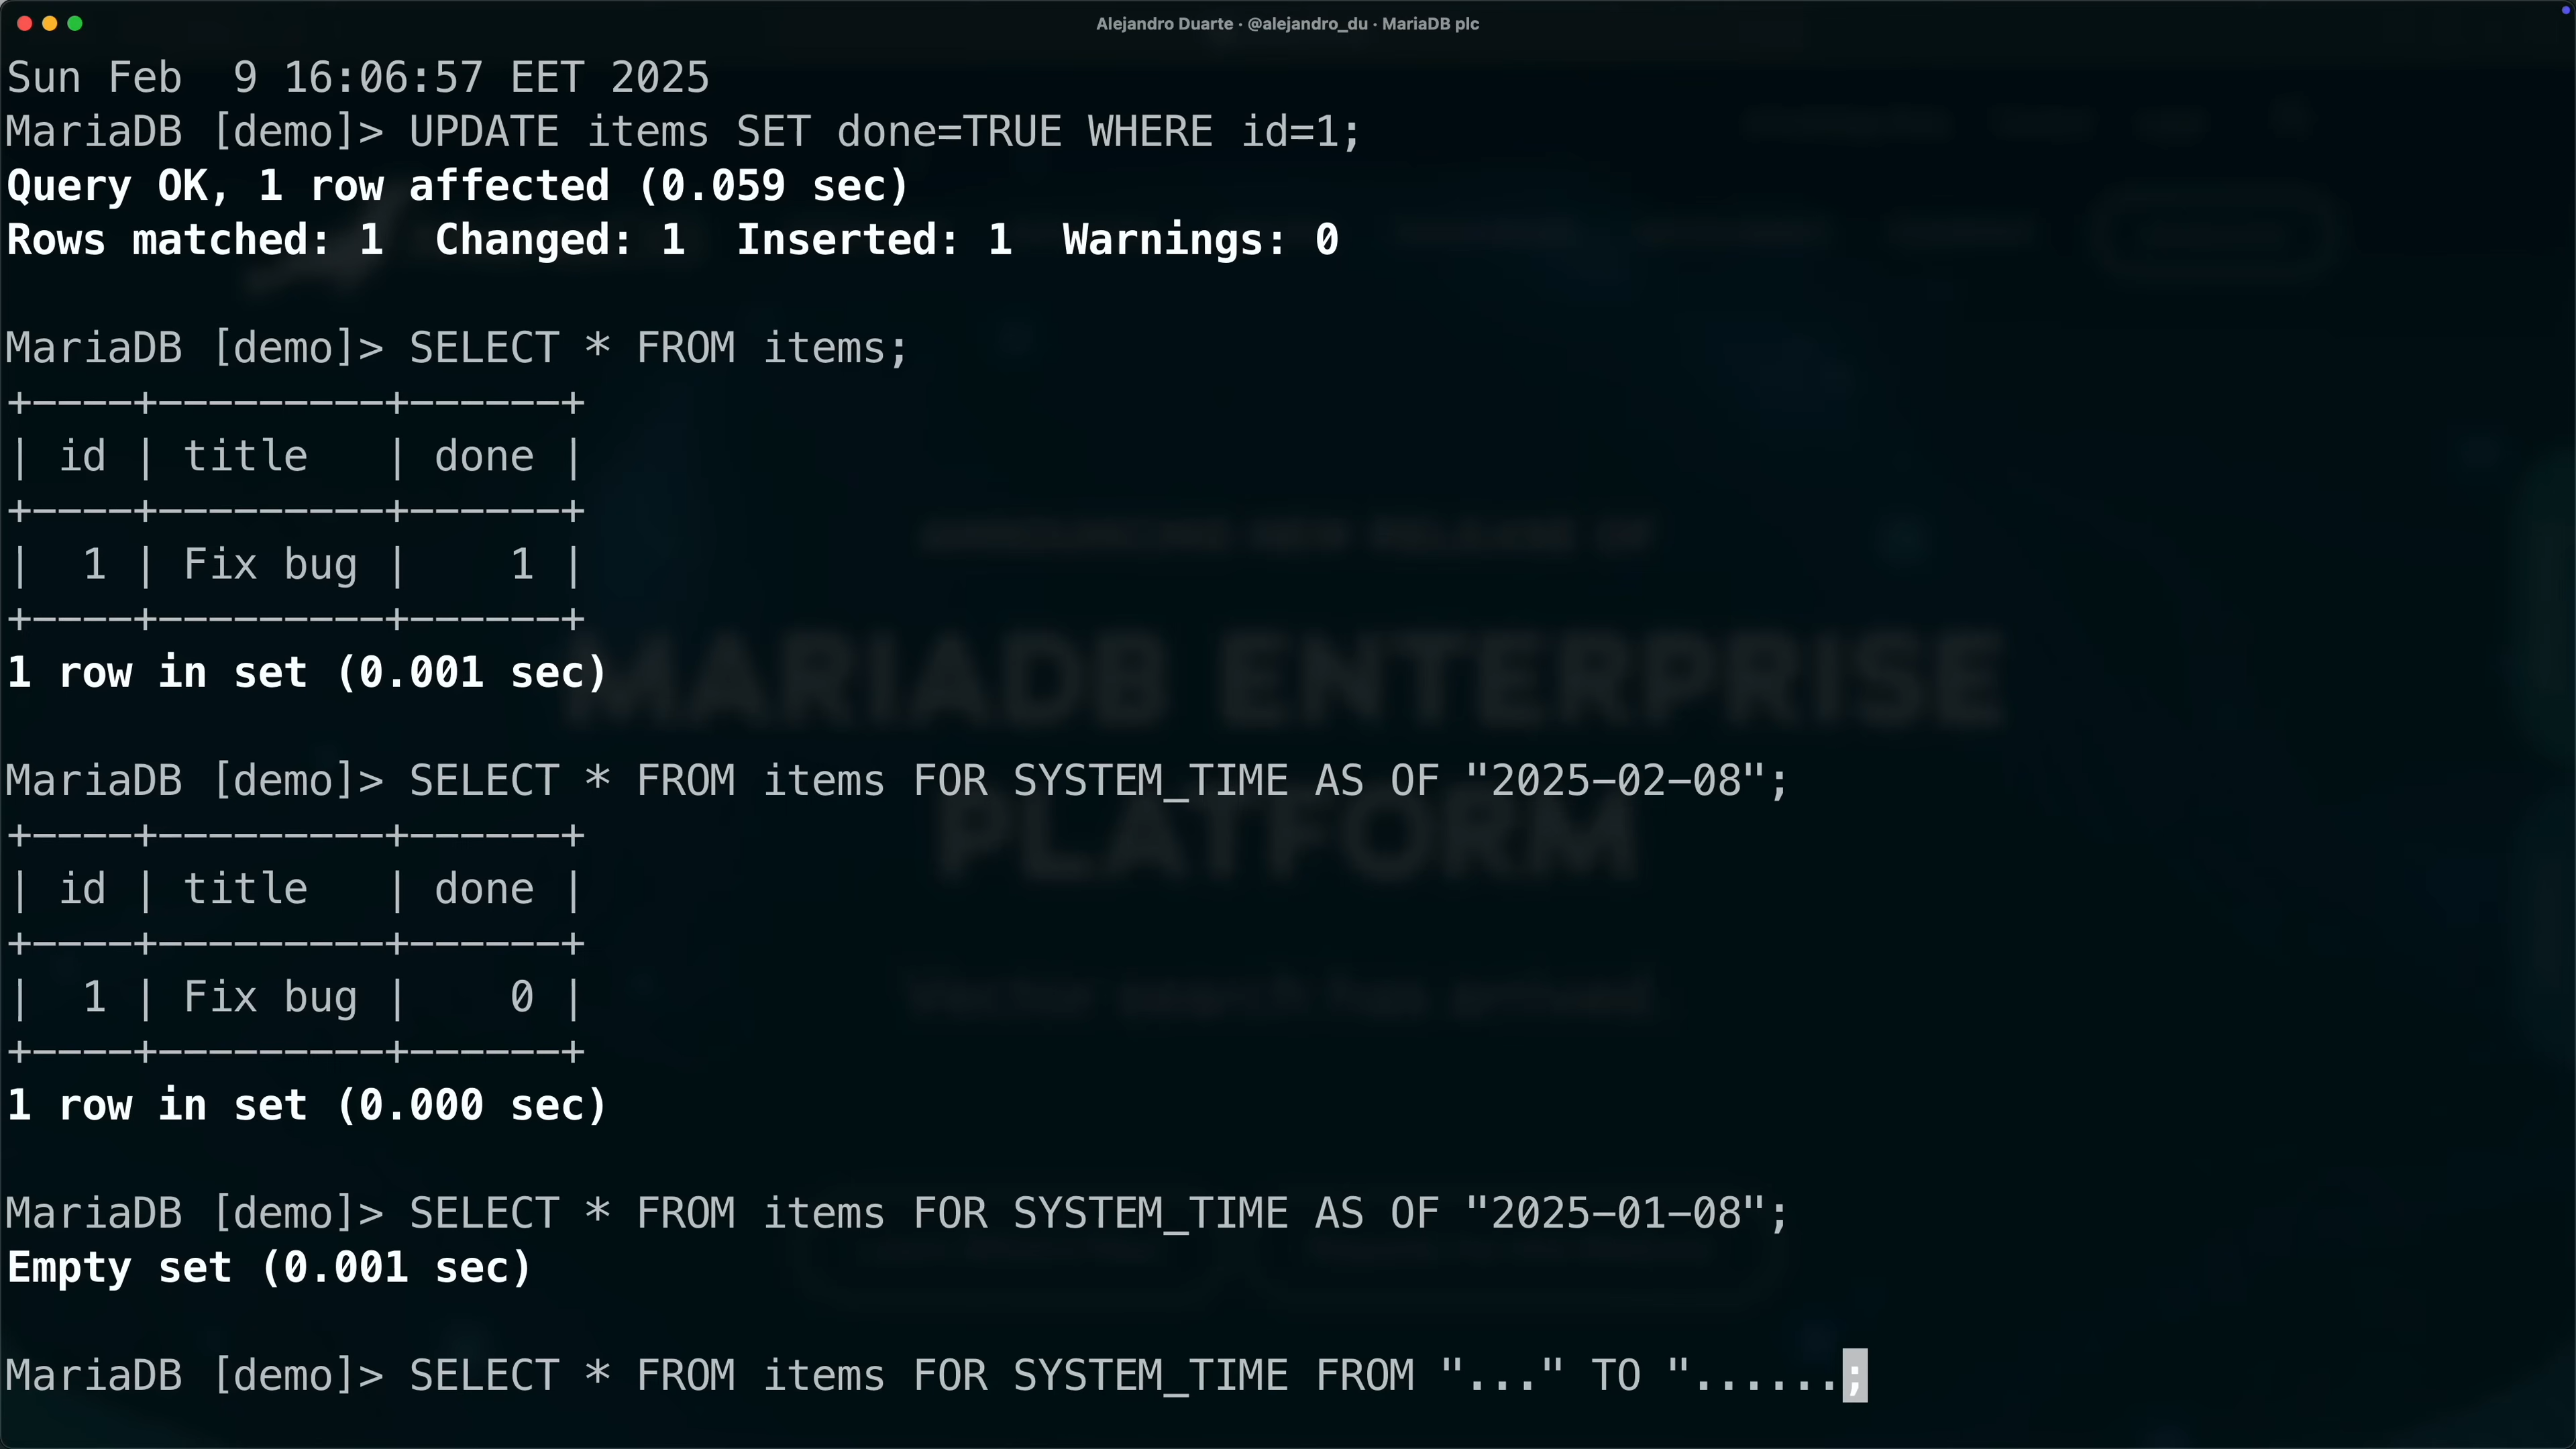 Alejandro Duarte · @alejandro_du · MariaDB plc
Sun Feb  9 16:06:57 EET 2025
MariaDB [demo]> UPDATE items SET done=TRUE WHERE id=1;
Query OK, 1 row affected (0.059 sec)
Rows matched: 1  Changed: 1  Inserted: 1  Warnings: 0
MariaDB [demo]> SELECT * FROM items;
+----+---------+------+
| id | title   | done |
+----+---------+------+
|  1 | Fix bug |    1 |
+----+---------+------+
1 row in set (0.001 sec)
MARIADB ENTERPRISE
MariaDB [demo]> SELECT * FROM items FOR SYSTEM_TIME AS OF "2025-02-08";
PLATFORM
+----+---------+------+
| id | title   | done |
+----+---------+------+
|  1 | Fix bug |    0 |
+----+---------+------+
1 row in set (0.000 sec)
MariaDB [demo]> SELECT * FROM items FOR SYSTEM_TIME AS OF "2025-01-08";
Empty set (0.001 sec)
MariaDB [demo]> SELECT * FROM items FOR SYSTEM_TIME FROM "..." TO "......;